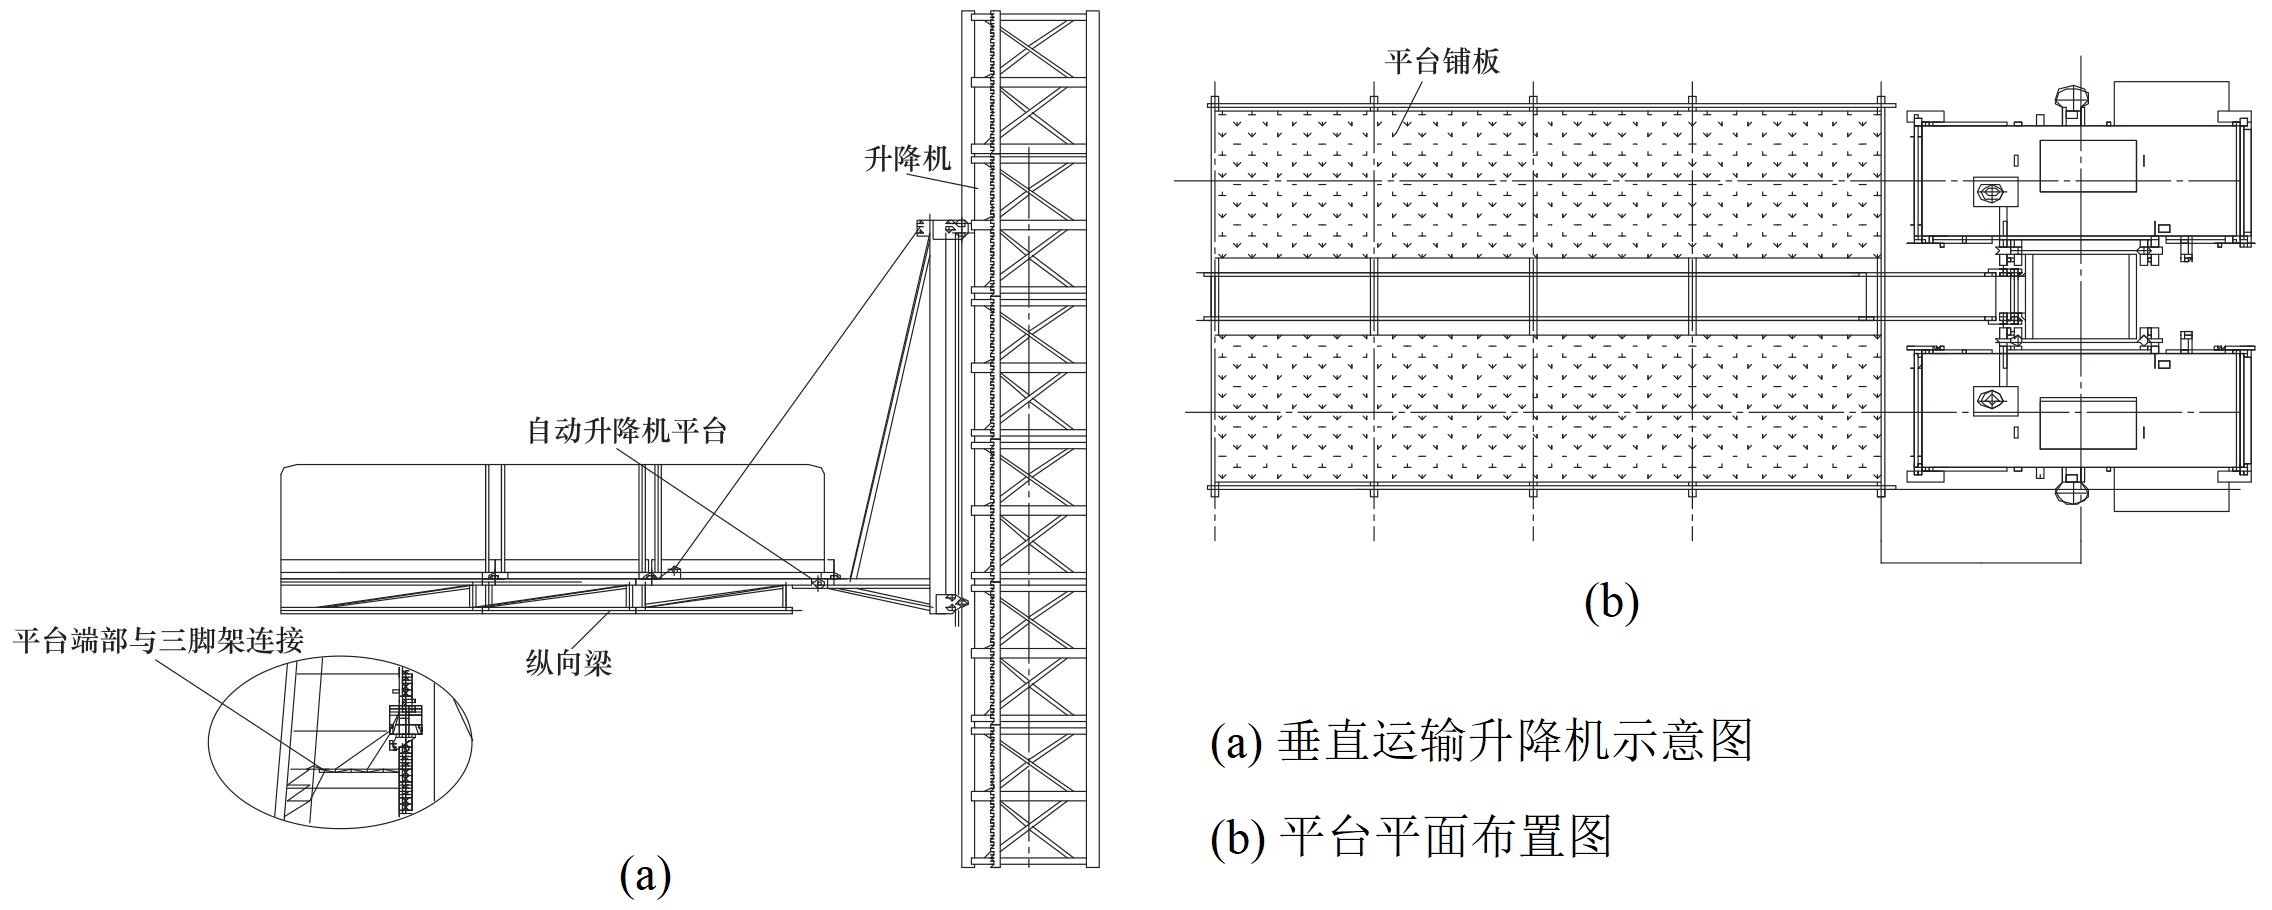 平台铺板
升降机
自动升降机平台
平台端部与三脚架连接
纵向梁
(a)
(b)
(a) 垂直运输升降机示意图
(b) 平台平面布置图